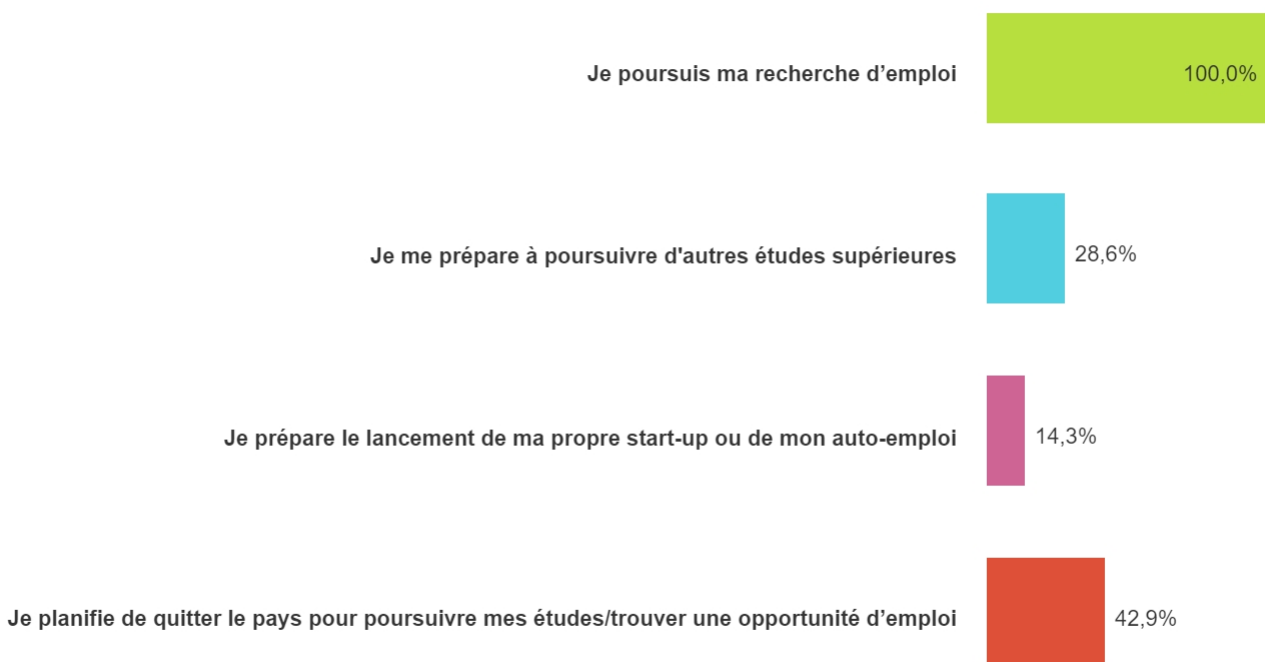 Je poursuis ma recherche d’emploi
100,0%
Je me prépare à poursuivre d'autres études supérieures
28,6%
Je prépare le lancement de ma propre start-up ou de mon auto-emploi
14,3%
Je planifie de quitter le pays pour poursuivre mes études/trouver une opportunité d’emploi
42,9%